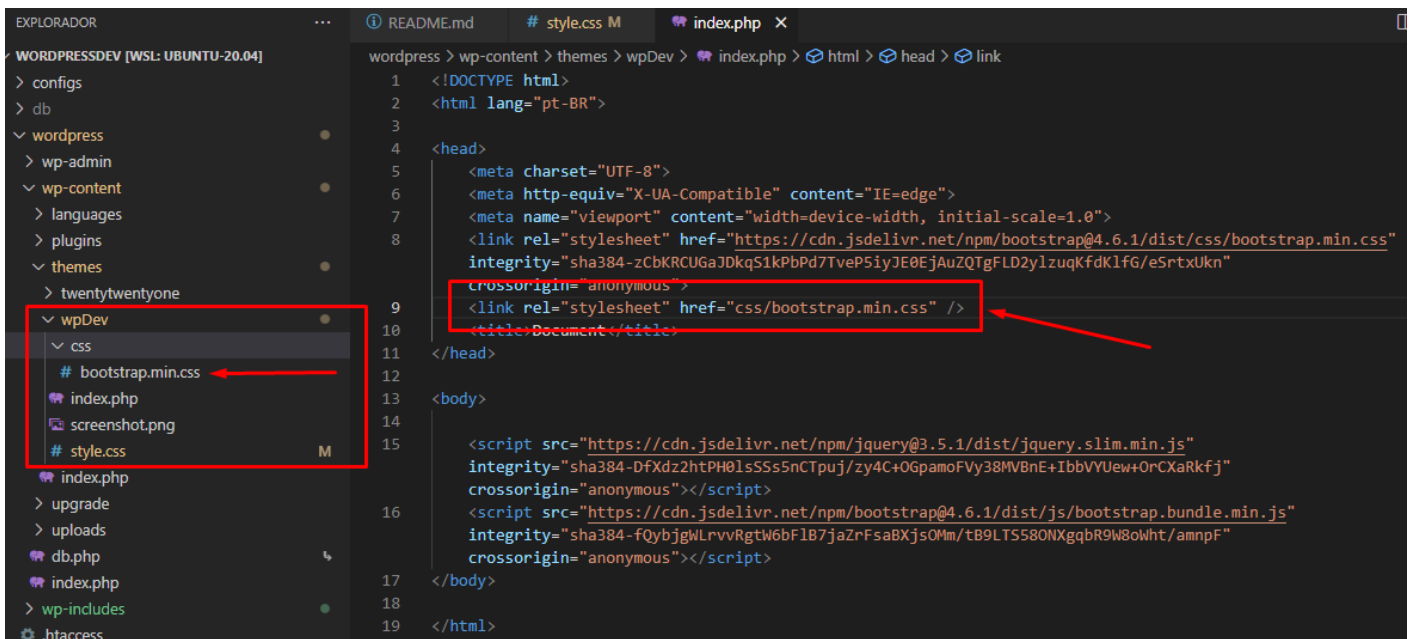 EXPLORADOR ···
WORDPRESSDEV [WSL: UBUNTU-20.04]
configs
db
wordpress
wp-admin
wp-content
languages
plugins
themes
twentytwentyone
wpDev
css
# bootstrap.min.css
index.php
screenshot.png
# style.css M
index.php
upgrade
uploads
db.php
index.php
wp-includes
.htaccess
README.md # style.css M index.php ×
wordpress > wp-content > themes > wpDev > index.php > html > head > link
1 <!DOCTYPE html>
2 <html lang="pt-BR">
3
4 <head>
5 <meta charset="UTF-8">
6 <meta http-equiv="X-UA-Compatible" content="IE=edge">
7 <meta name="viewport" content="width=device-width, initial-scale=1.0">
8 <link rel="stylesheet" href="https://cdn.jsdelivr.net/npm/bootstrap@4.6.1/dist/css/bootstrap.min.css"
integrity="sha384-zCbKRCUGaJDkqS1kPbPd7TveP5iyJE0EjAuZQTgFLD2ylzuqKfdKlfG/eSrtxUkn"
crossorigin="anonymous">
9 <link rel="stylesheet" href="css/bootstrap.min.css" />
10 <title>Document</title>
11 </head>
12
13 <body>
14
15 <script src="https://cdn.jsdelivr.net/npm/jquery@3.5.1/dist/jquery.slim.min.js"
integrity="sha384-DfXdz2htPH0lsSSs5nCTpuj/zy4C+OGpamoFVy38MVBnE+IbbVYUew+OrCXaRkfj"
crossorigin="anonymous"></script>
16 <script src="https://cdn.jsdelivr.net/npm/bootstrap@4.6.1/dist/js/bootstrap.bundle.min.js"
integrity="sha384-fQybjgWLrvvRgtW6bFlB7jaZrFsaBXjsOMm/tB9LTS58ONXgqbR9W8oWht/amnpF"
crossorigin="anonymous"></script>
17 </body>
18
19 </html>